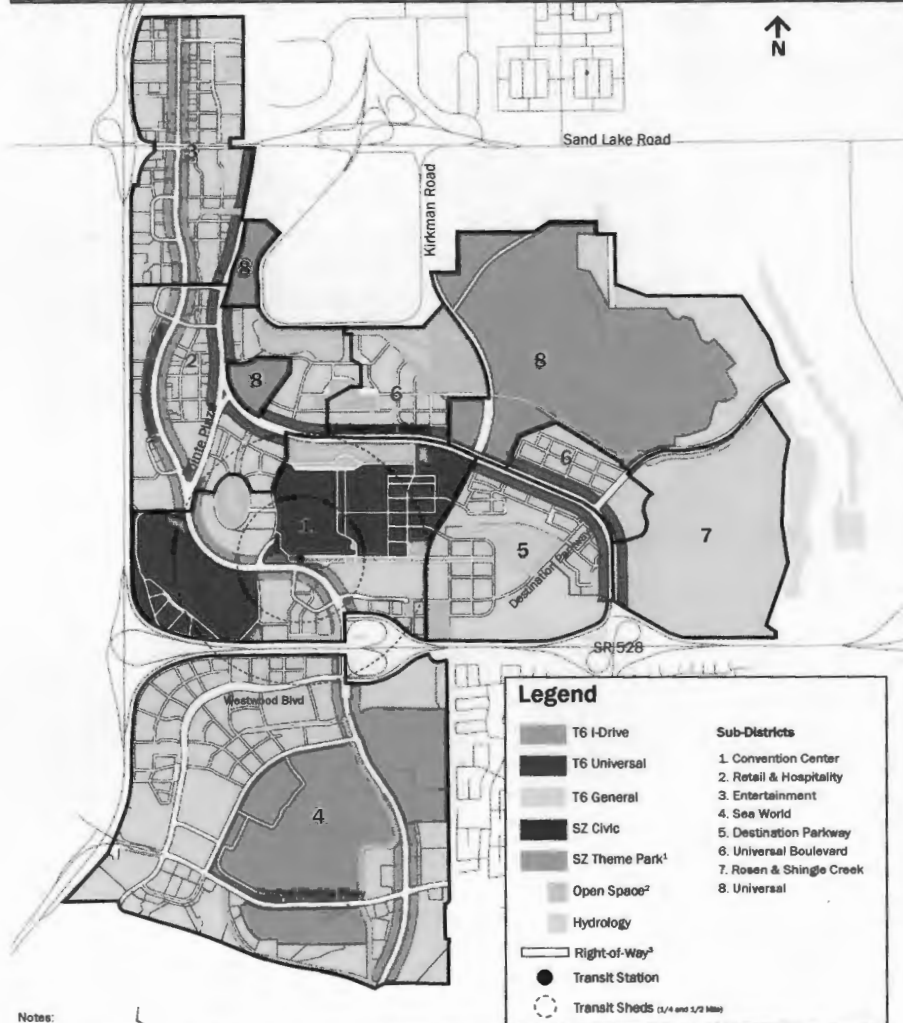 N
Sand Lake Road
Kirkman Road
3
8
2
8
6
8
6
1
5
7
Destination Parkway
SR 528
Westwood Blvd
4
Legend
T6 I-Drive
T6 Universal
T6 General
SZ Civic
SZ Theme Park¹
Open Space²
Hydrology
Right-of-Way³
Transit Station
Transit Sheds (1/4 and 1/2 Mile)
Sub-Districts
1. Convention Center
2. Retail & Hospitality
3. Entertainment
4. Sea World
5. Destination Parkway
6. Universal Boulevard
7. Rosen & Shingle Creek
8. Universal
Notes: